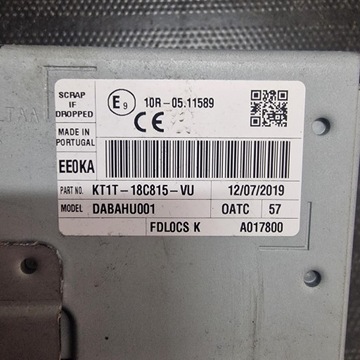 SCRAP
IF
DROPPED
E9 10R-05.11589
CE
MADE IN
PORTUGAL
EE0KA
PART NO. KT1T-18C815-VU 12/07/2019
MODEL DABAHU001 OATC 57
FDLOCS K A017800